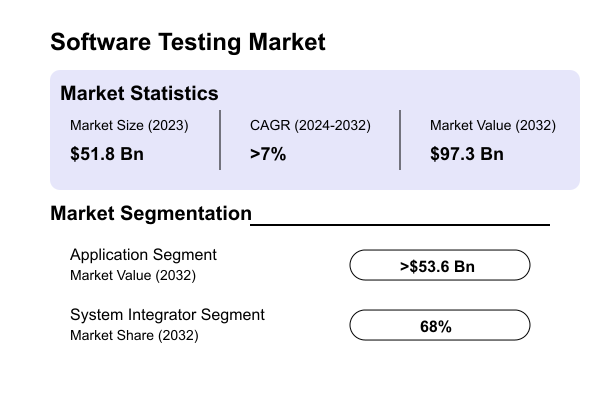 Software Testing Market
Market Statistics
Market Size (2023)
$51.8 Bn
CAGR (2024-2032)
>7%
Market Value (2032)
$97.3 Bn
Market Segmentation
Application Segment
Market Value (2032)
>$53.6 Bn
System Integrator Segment
Market Share (2032)
68%